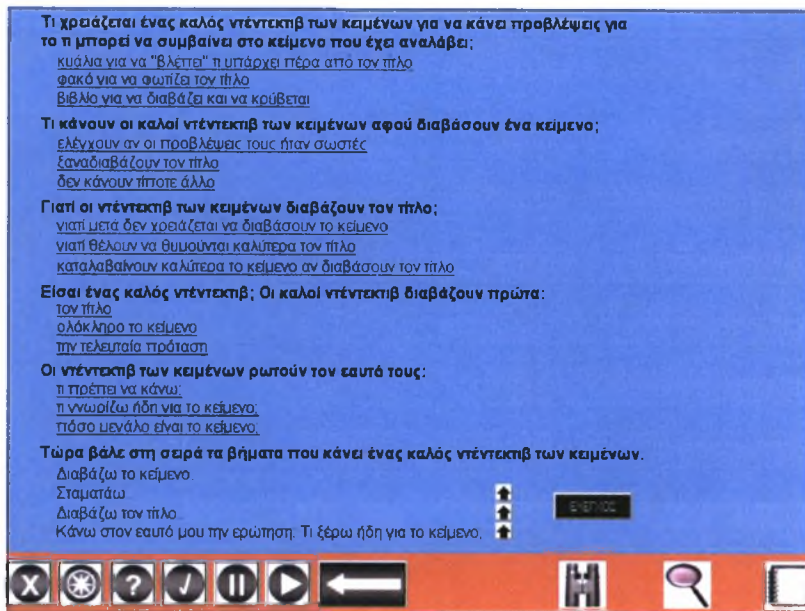 Τι χρειάζεται ένας καλός ντέντεκτιβ των κειμένων για να κάνει προβλέψεις για
το τι μπορεί να συμβαίνει στο κείμενο που έχει αναλάβει;
κυάλια για να "βλέπει" τι υπάρχει πέρα από τον τίτλο
φακό για να φωτίζει τον τίτλο
βιβλίο για να διαβάζει και να κρύβεται
Τι κάνουν οι καλοί ντέντεκτιβ των κειμένων αφού διαβάσουν ένα κείμενο;
ελέγχουν αν οι προβλέψεις τους ήταν σωστές
ξαναδιαβάζουν τον τίτλο
δεν κάνουν τίποτε άλλο
Γιατί οι ντέντεκτιβ των κειμένων διαβάζουν τον τίτλο;
γιατί μετά δεν χρειάζεται να διαβάσουν το κείμενο
γιατί θέλουν να θυμούνται καλύτερα τον τίτλο
καταλαβαίνουν καλύτερα το κείμενο αν διαβάσουν τον τίτλο
Είσαι ένας καλός ντέντεκτιβ; Οι καλοί ντέντεκτιβ διαβάζουν πρώτα:
τον τίτλο
ολόκληρο το κείμενο
την τελευταία πρόταση
Οι ντέντεκτιβ των κειμένων ρωτούν τον εαυτό τους:
τι πρέπει να κάνω;
τι γνωρίζω ήδη για το κείμενο;
πόσο μεγάλο είναι το κείμενο;
Τώρα βάλε στη σειρά τα βήματα που κάνει ένας καλός ντέντεκτιβ των κειμένων.
Διαβάζω το κείμενο.
Σταματάω...
Διαβάζω τον τίτλο...
Κάνω στον εαυτό μου την ερώτηση. Τι ξέρω ήδη για το κείμενο;